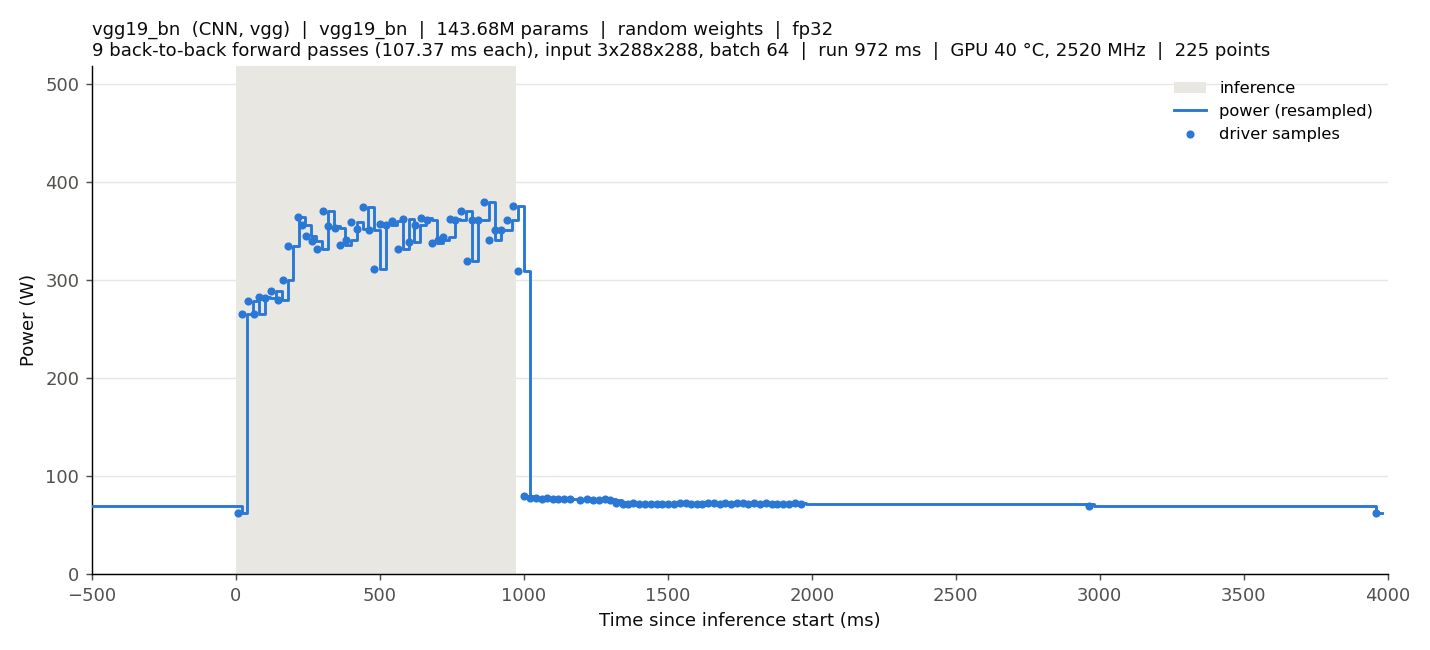 vgg19_bn  (CNN, vgg)  |  vgg19_bn  |  143.68M params  |  random weights  |  fp32
9 back-to-back forward passes (107.37 ms each), input 3x288x288, batch 64  |  run 972 ms  |  GPU 40 °C, 2520 MHz  |  225 points
inference
power (resampled)
driver samples
Power (W)
500
400
300
200
100
0
−500
0
500
1000
1500
2000
2500
3000
3500
4000
Time since inference start (ms)